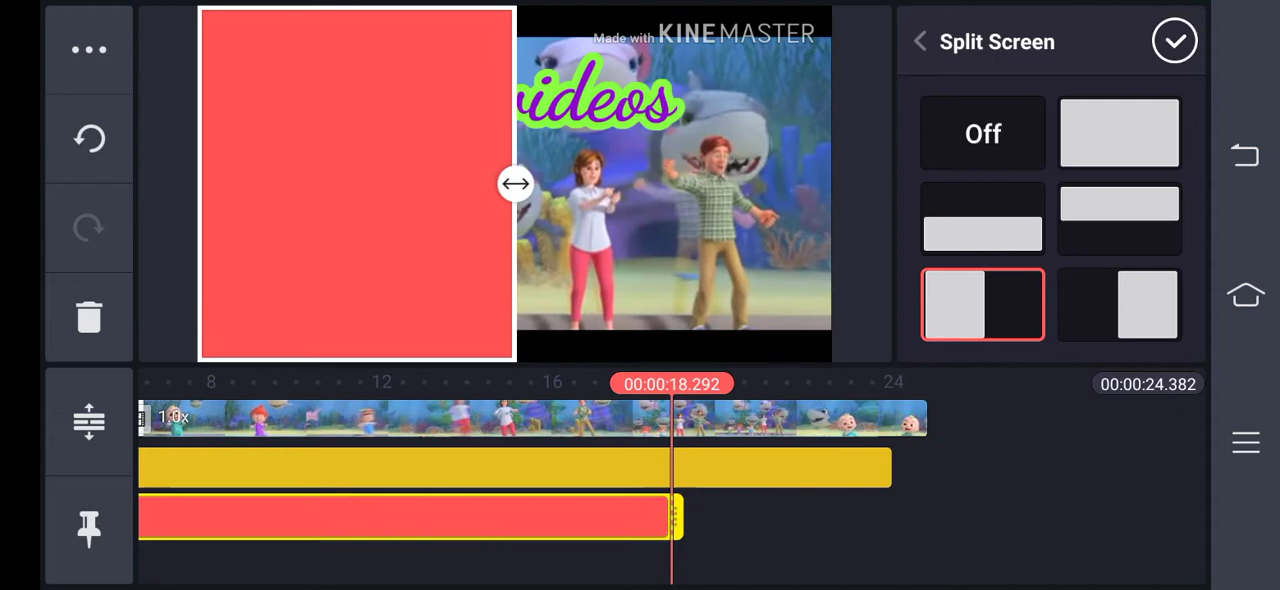 Made with KINEMASTER
videos
Split Screen
Off
8
12
16
00:00:18.292
24
00:00:24.382
1.0x